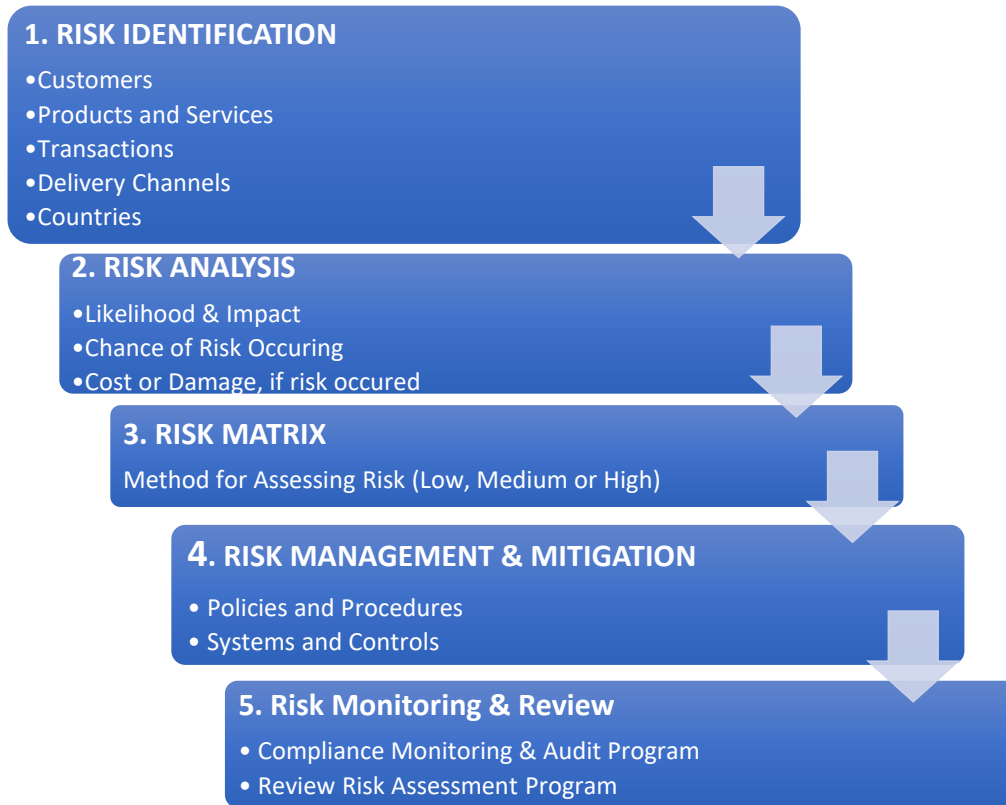 1. RISK IDENTIFICATION
•Customers
•Products and Services
•Transactions
•Delivery Channels
•Countries
2. RISK ANALYSIS
•Likelihood & Impact
•Chance of Risk Occuring
•Cost or Damage, if risk occured
3. RISK MATRIX
Method for Assessing Risk (Low, Medium or High)
4. RISK MANAGEMENT & MITIGATION
• Policies and Procedures
• Systems and Controls
5. Risk Monitoring & Review
• Compliance Monitoring & Audit Program
• Review Risk Assessment Program